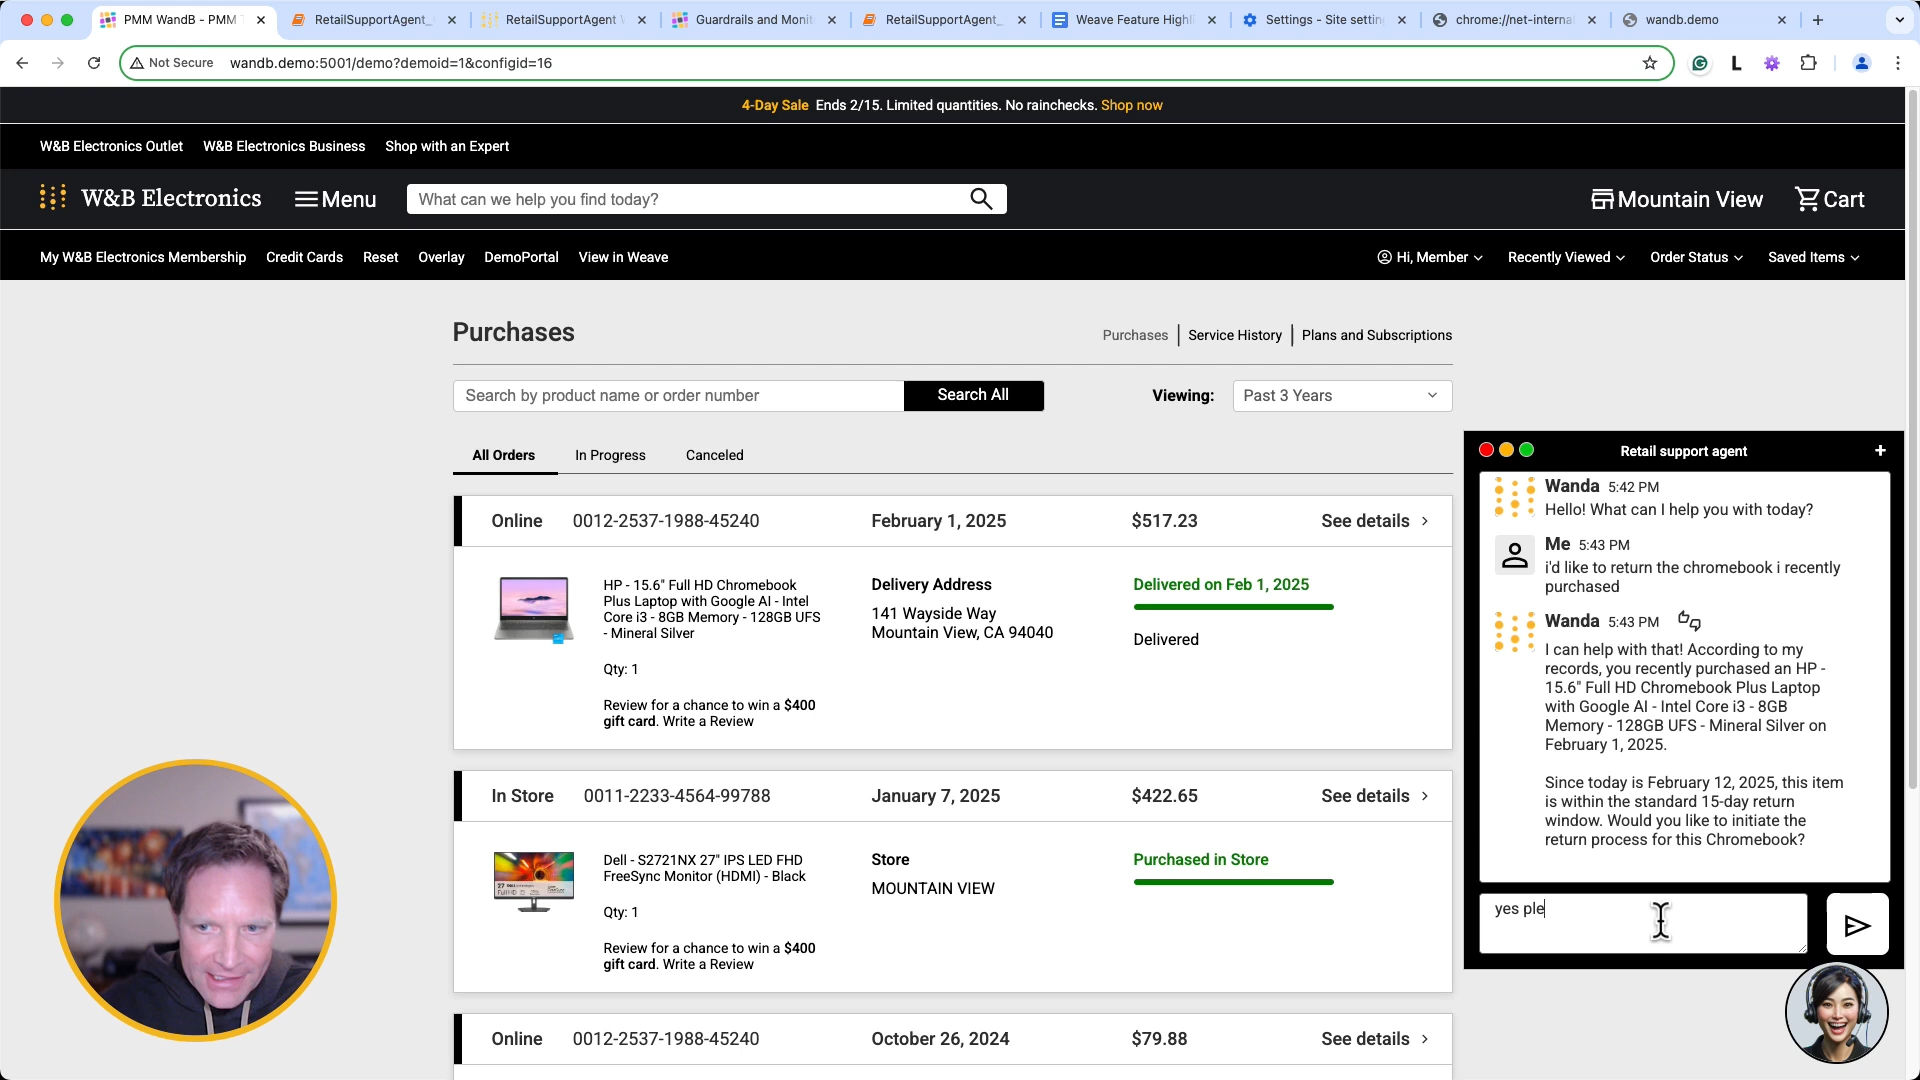 PMM WandB - PMM T
RetailSupportAgent_
RetailSupportAgent W
Guardrails and Monit
RetailSupportAgent_
Weave Feature Highl
Settings - Site settin
chrome://net-interna
wandb.demo
Not Secure
wandb.demo:5001/demo?demoid=1&configid=16
4-Day Sale Ends 2/15. Limited quantities. No rainchecks. Shop now
W&B Electronics Outlet
W&B Electronics Business
Shop with an Expert
W&B Electronics
Menu
What can we help you find today?
Mountain View
Cart
My W&B Electronics Membership
Credit Cards
Reset
Overlay
DemoPortal
View in Weave
Hi, Member
Recently Viewed
Order Status
Saved Items
Purchases
Purchases
Service History
Plans and Subscriptions
Search by product name or order number
Search All
Viewing:
Past 3 Years
All Orders
In Progress
Canceled
Online
0012-2537-1988-45240
February 1, 2025
$517.23
See details
HP - 15.6" Full HD Chromebook
Plus Laptop with Google AI - Intel
Core i3 - 8GB Memory - 128GB UFS
- Mineral Silver
Qty: 1
Review for a chance to win a $400
gift card. Write a Review
Delivery Address
141 Wayside Way
Mountain View, CA 94040
Delivered on Feb 1, 2025
Delivered
In Store
0011-2233-4564-99788
January 7, 2025
$422.65
See details
Dell - S2721NX 27" IPS LED FHD
FreeSync Monitor (HDMI) - Black
Qty: 1
Review for a chance to win a $400
gift card. Write a Review
Store
MOUNTAIN VIEW
Purchased in Store
Online
0012-2537-1988-45240
October 26, 2024
$79.88
See details
Retail support agent
Wanda 5:42 PM
Hello! What can I help you with today?
Me 5:43 PM
i'd like to return the chromebook i recently
purchased
Wanda 5:43 PM
I can help with that! According to my
records, you recently purchased an HP -
15.6" Full HD Chromebook Plus Laptop
with Google AI - Intel Core i3 - 8GB
Memory - 128GB UFS - Mineral Silver on
February 1, 2025.
Since today is February 12, 2025, this item
is within the standard 15-day return
window. Would you like to initiate the
return process for this Chromebook?
yes ple